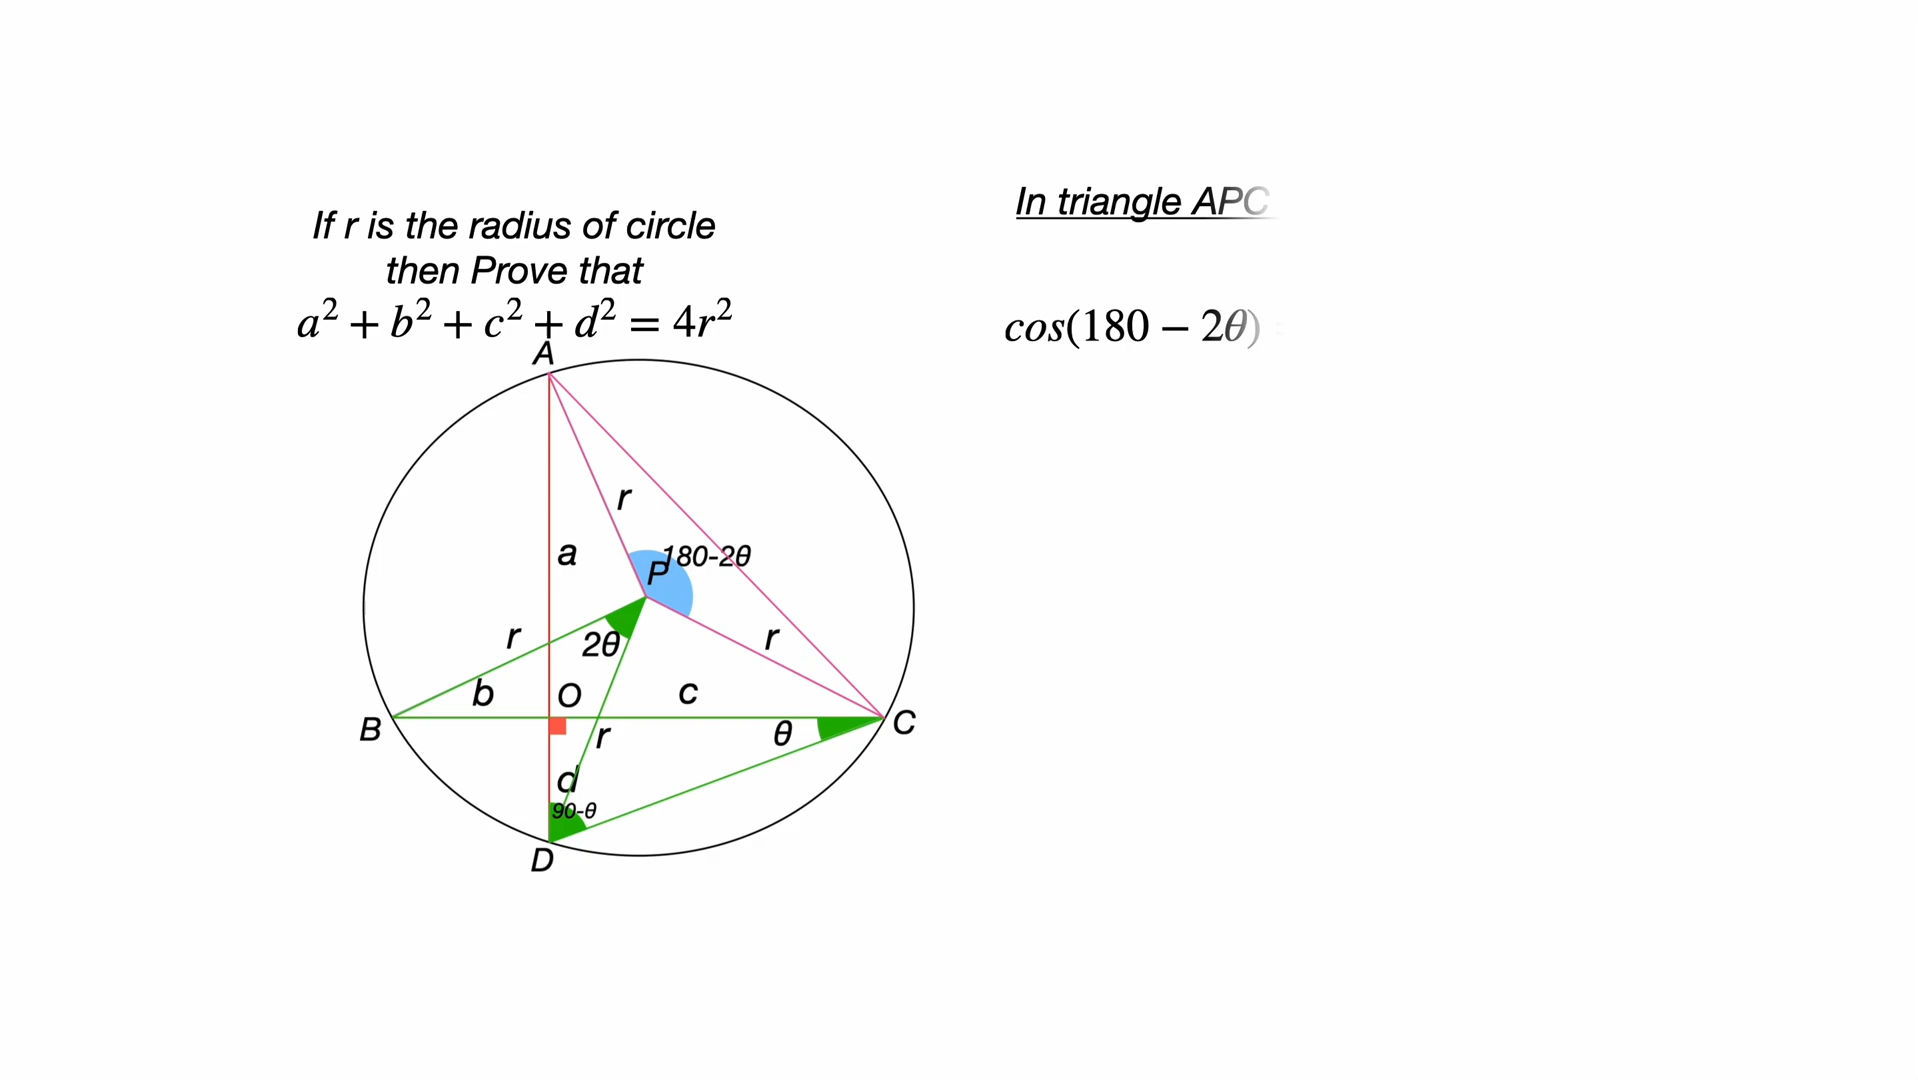 If r is the radius of circle
then Prove that
a² + b² + c² + d² = 4r²
A
r
a
180-2θ
P
r
2θ
r
b
O
c
B
C
r
θ
d
90-θ
D
In triangle APC
cos(180 − 2θ)